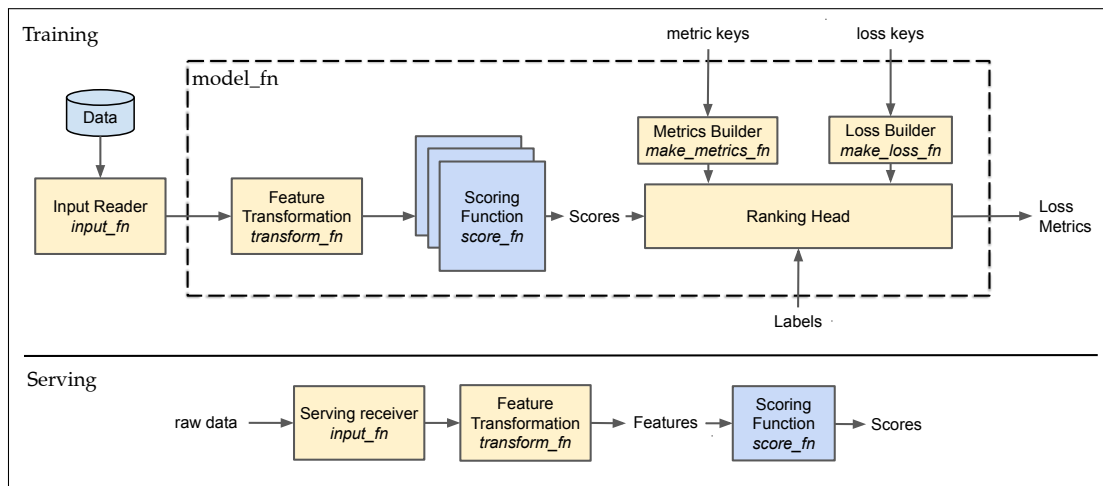 Training
metric keys
loss keys
model_fn
Data
Metrics Builder
make_metrics_fn
Loss Builder
make_loss_fn
Input Reader
input_fn
Feature
Transformation
transform_fn
Scoring
Function
score_fn
Scores
Ranking Head
Loss
Metrics
Labels
Serving
raw data
Serving receiver
input_fn
Feature
Transformation
transform_fn
Features
Scoring
Function
score_fn
Scores